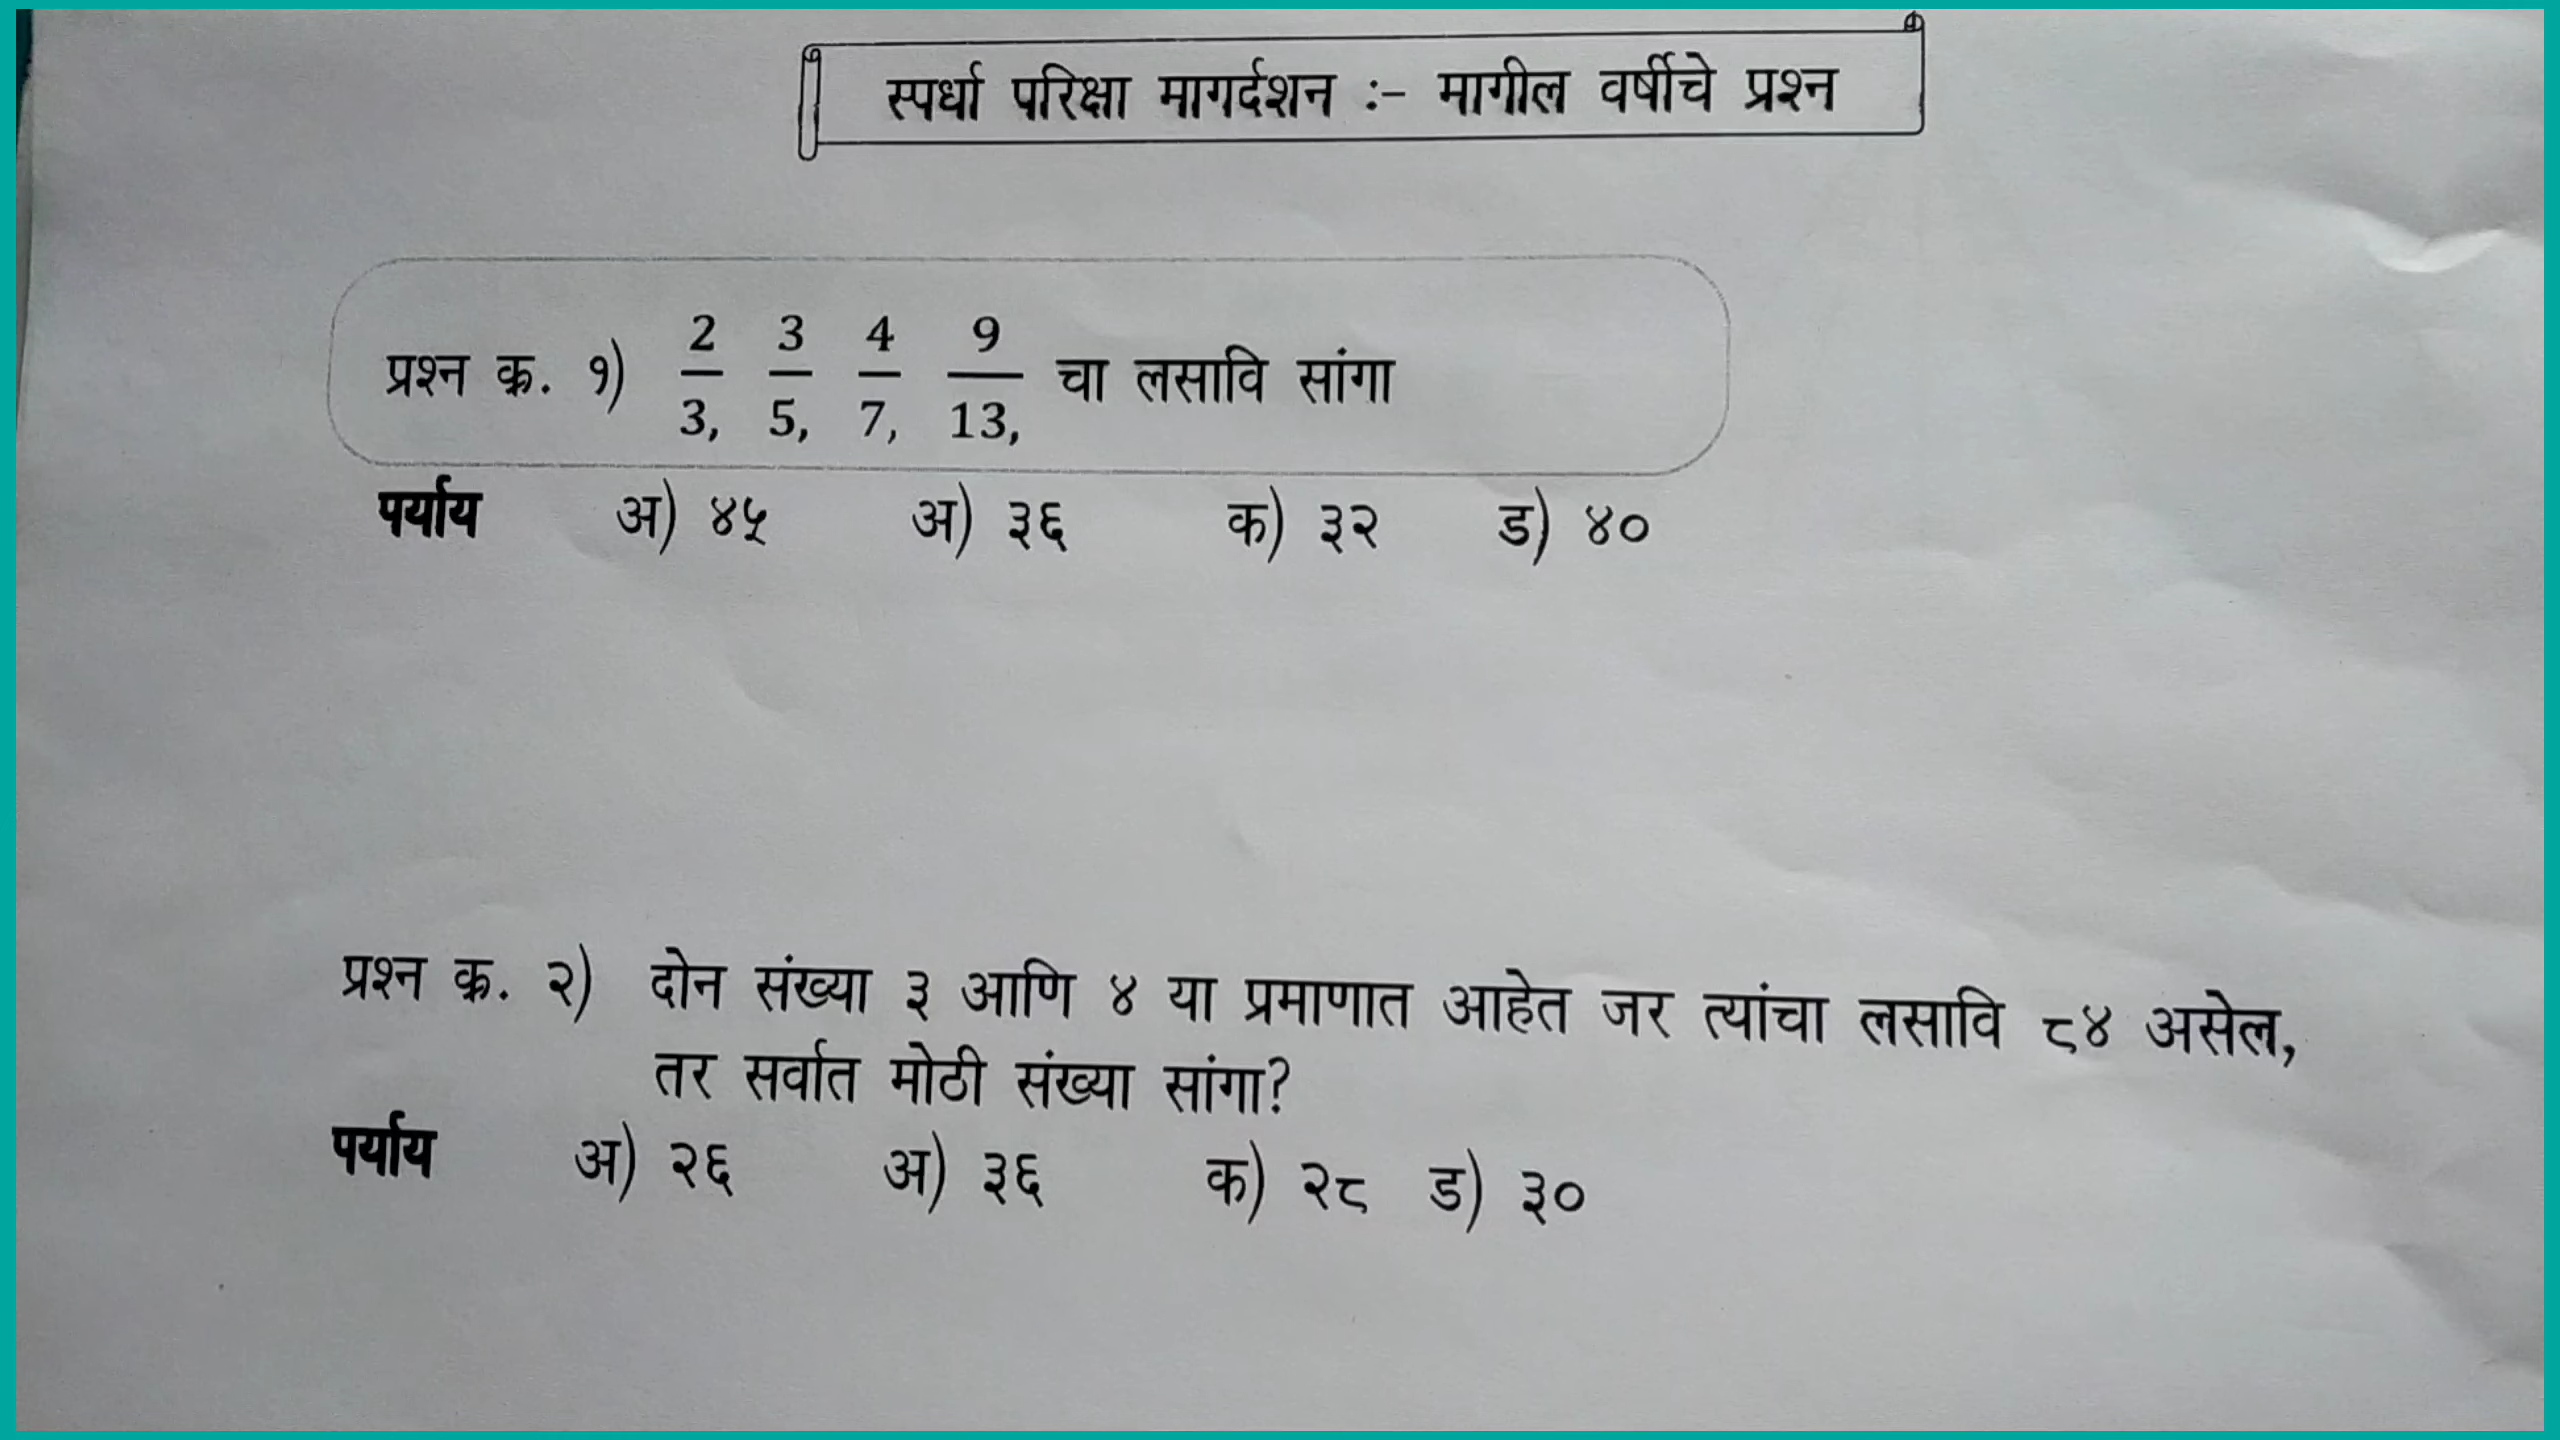 स्पर्धा परिक्षा मागर्दशन :- मागील वर्षीचे प्रश्न
प्रश्न क्र. १) 2/3, 3/5, 4/7, 9/13, चा लसावि सांगा
पर्याय अ) ४५ अ) ३६ क) ३२ ड) ४०
प्रश्न क्र. २) दोन संख्या ३ आणि ४ या प्रमाणात आहेत जर त्यांचा लसावि ८४ असेल,
तर सर्वात मोठी संख्या सांगा?
पर्याय अ) २६ अ) ३६ क) २८ ड) ३०